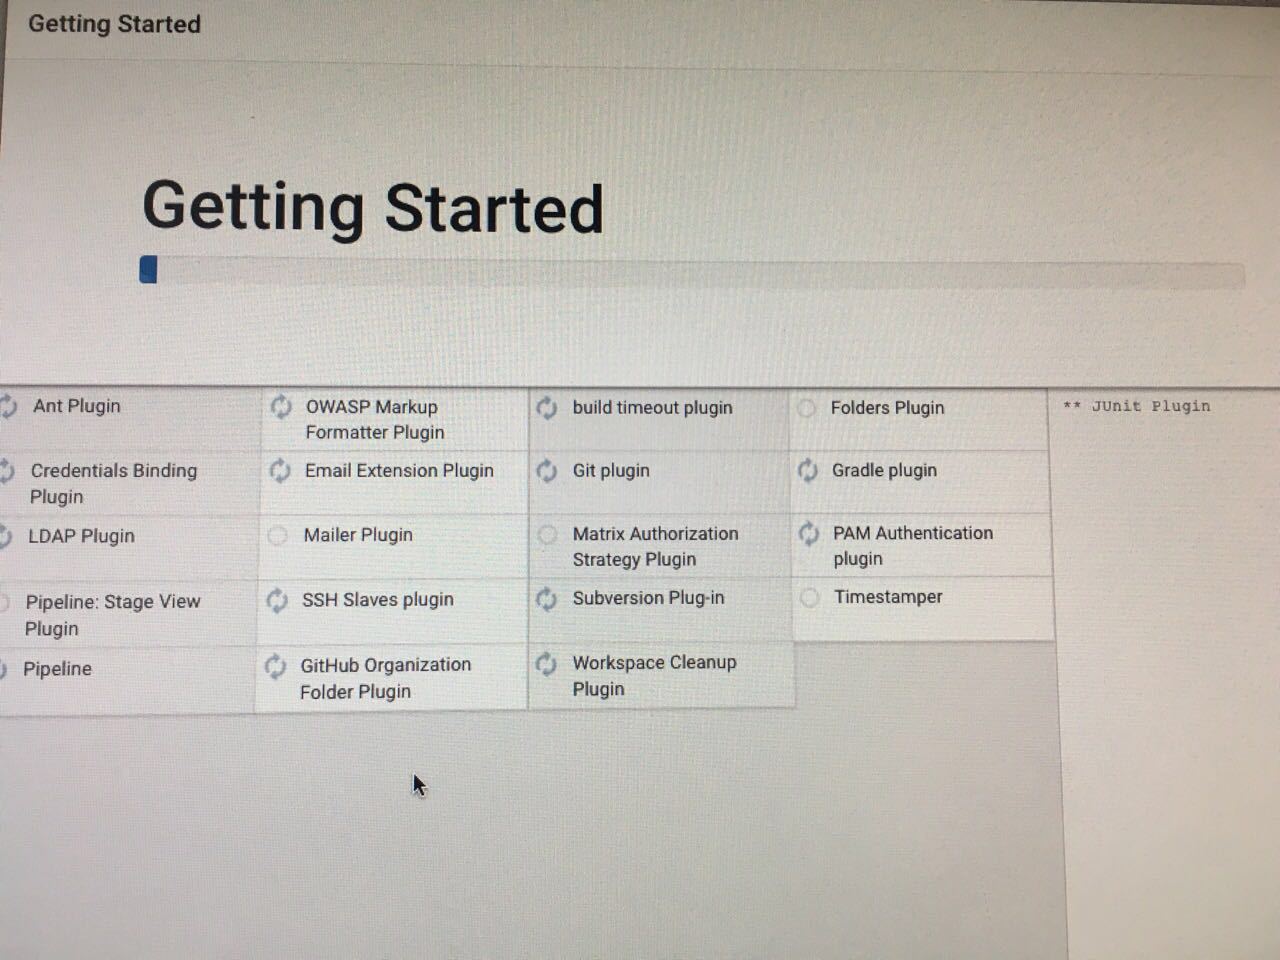 Getting Started
Getting Started
Ant Plugin
OWASP Markup
Formatter Plugin
build timeout plugin
Folders Plugin
** JUnit Plugin
Credentials Binding
Plugin
Email Extension Plugin
Git plugin
Gradle plugin
LDAP Plugin
Mailer Plugin
Matrix Authorization
Strategy Plugin
PAM Authentication
plugin
Pipeline: Stage View
Plugin
SSH Slaves plugin
Subversion Plug-in
Timestamper
Pipeline
GitHub Organization
Folder Plugin
Workspace Cleanup
Plugin